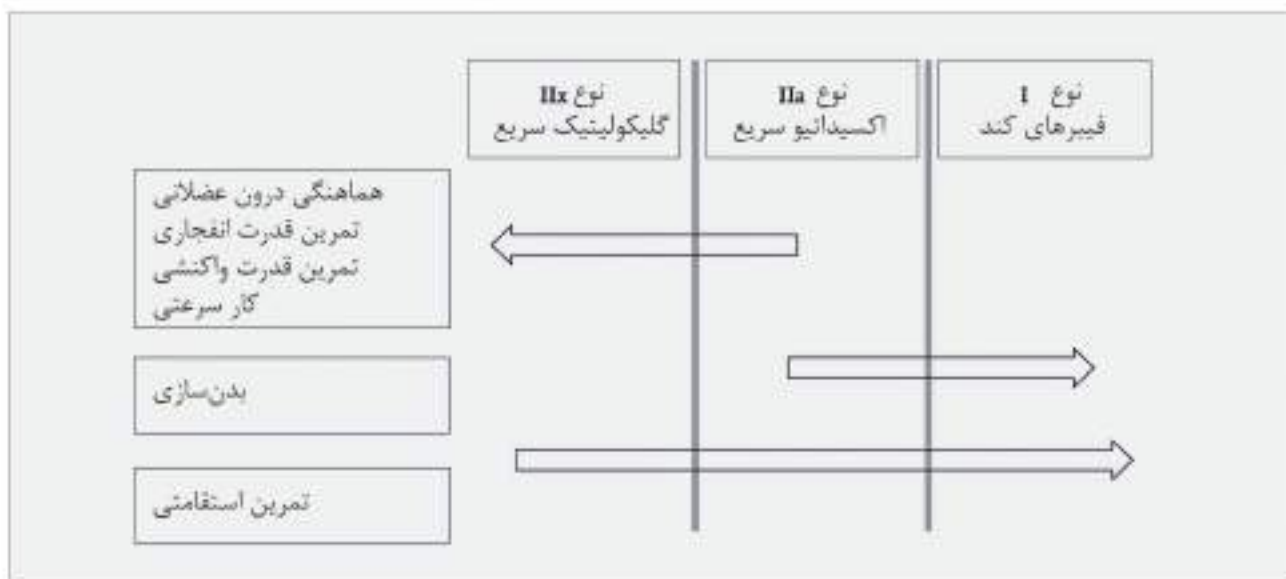 نوع I
فیبرهای کند
نوع IIa
اکسیداتیو سریع
نوع IIx
گلیکولیتیک سریع
هماهنگی درون عضلانی
تمرین قدرت انفجاری
تمرین قدرت واکنشی
کار سرعتی
بدن‌سازی
تمرین استقامتی